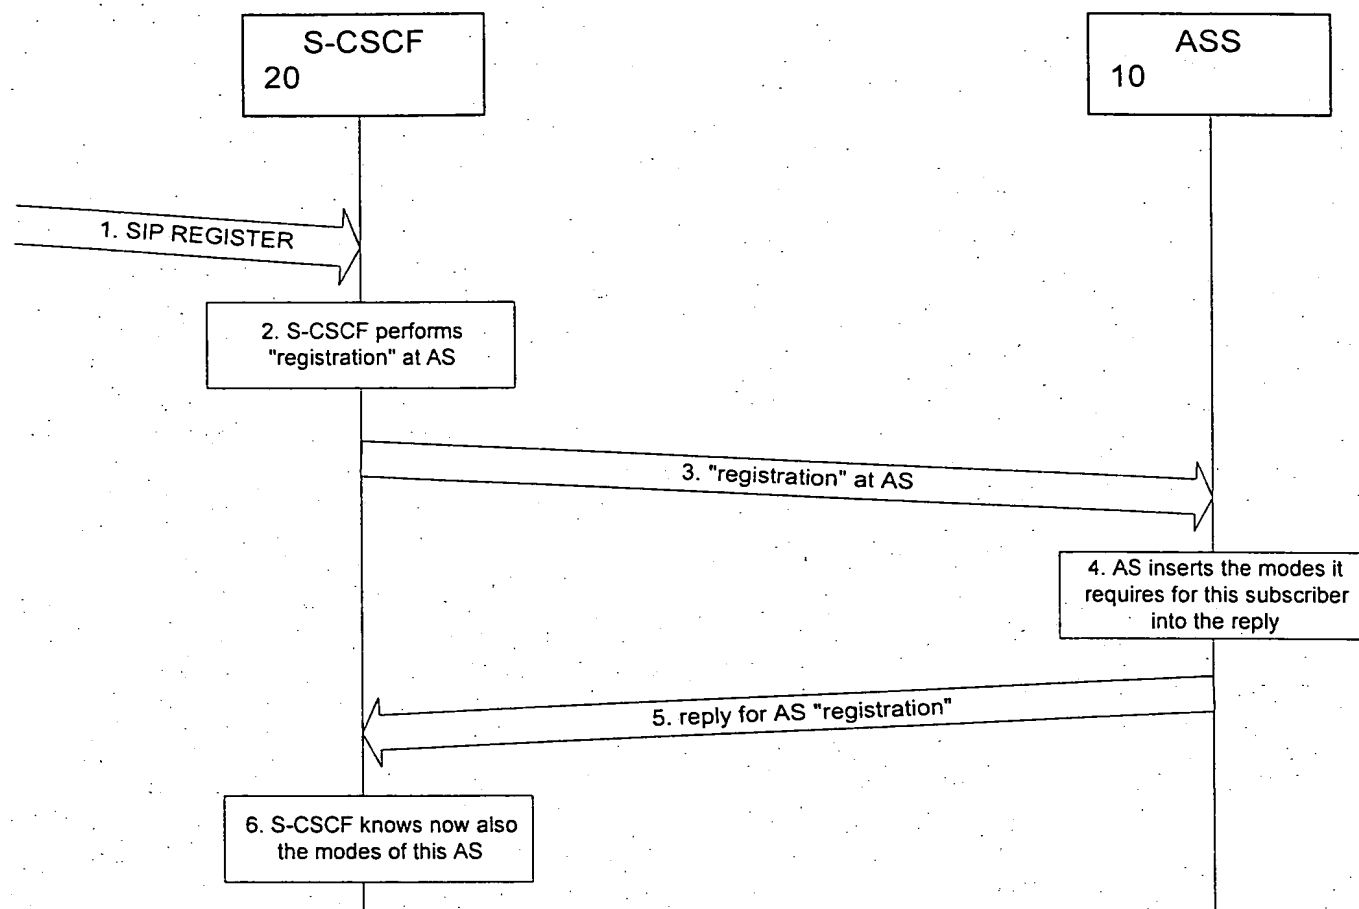 S-CSCF
20
ASS
10
1. SIP REGISTER
2. S-CSCF performs
"registration" at AS
3. "registration" at AS
4. AS inserts the modes it
requires for this subscriber
into the reply
5. reply for AS "registration"
6. S-CSCF knows now also
the modes of this AS